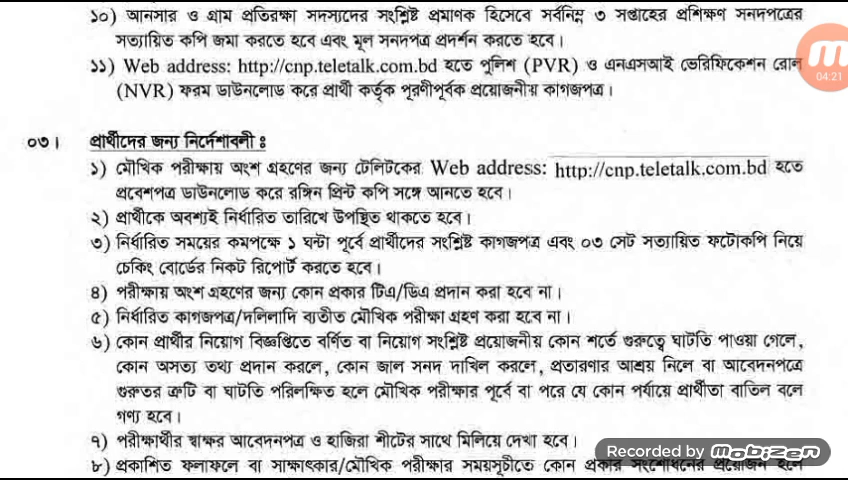 ১০) আনসার ও গ্রাম প্রতিরক্ষা সদস্যদের সংশ্লিষ্ট প্রমাণক হিসেবে সর্বনিম্ন ৩ সপ্তাহের প্রশিক্ষণ সনদপত্রের
সত্যায়িত কপি জমা করতে হবে এবং মূল সনদপত্র প্রদর্শন করতে হবে।
১১) Web address: http://cnp.teletalk.com.bd হতে পুলিশ (PVR) ও এনএসআই ভেরিফিকেশন রোল
(NVR) ফরম ডাউনলোড করে প্রার্থী কর্তৃক পূরণীপূর্বক প্রয়োজনীয় কাগজপত্র।
04:21
০৩। প্রার্থীদের জন্য নির্দেশাবলী ঃ
১) মৌখিক পরীক্ষায় অংশ গ্রহণের জন্য টেলিটকের Web address: http://cnp.teletalk.com.bd হতে
প্রবেশপত্র ডাউনলোড করে রঙ্গিন প্রিন্ট কপি সঙ্গে আনতে হবে।
২) প্রার্থীকে অবশ্যই নির্ধারিত তারিখে উপস্থিত থাকতে হবে।
৩) নির্ধারিত সময়ের কমপক্ষে ১ ঘন্টা পূর্বে প্রার্থীদের সংশ্লিষ্ট কাগজপত্র এবং ০৩ সেট সত্যায়িত ফটোকপি নিয়ে
চেকিং বোর্ডের নিকট রিপোর্ট করতে হবে।
৪) পরীক্ষায় অংশ গ্রহণের জন্য কোন প্রকার টিএ/ডিএ প্রদান করা হবে না।
৫) নির্ধারিত কাগজপত্র/দলিলাদি ব্যতীত মৌখিক পরীক্ষা গ্রহণ করা হবে না।
৬) কোন প্রার্থীর নিয়োগ বিজ্ঞপ্তিতে বর্ণিত বা নিয়োগ সংশ্লিষ্ট প্রয়োজনীয় কোন শর্তে গুরুত্বে ঘাটতি পাওয়া গেলে,
কোন অসত্য তথ্য প্রদান করলে, কোন জাল সনদ দাখিল করলে, প্রতারণার আশ্রয় নিলে বা আবেদনপত্রে
গুরুতর ত্রুটি বা ঘাটতি পরিলক্ষিত হলে মৌখিক পরীক্ষার পূর্বে বা পরে যে কোন পর্যায়ে প্রার্থীতা বাতিল বলে
গণ্য হবে।
৭) পরীক্ষার্থীর স্বাক্ষর আবেদনপত্র ও হাজিরা শীটের সাথে মিলিয়ে দেখা হবে।
Recorded by Mobizen
৮) প্রকাশিত ফলাফলে বা সাক্ষাৎকার/মৌখিক পরীক্ষার সময়সূচীতে কোন প্রকার সংশোধনের প্রয়োজন হলে